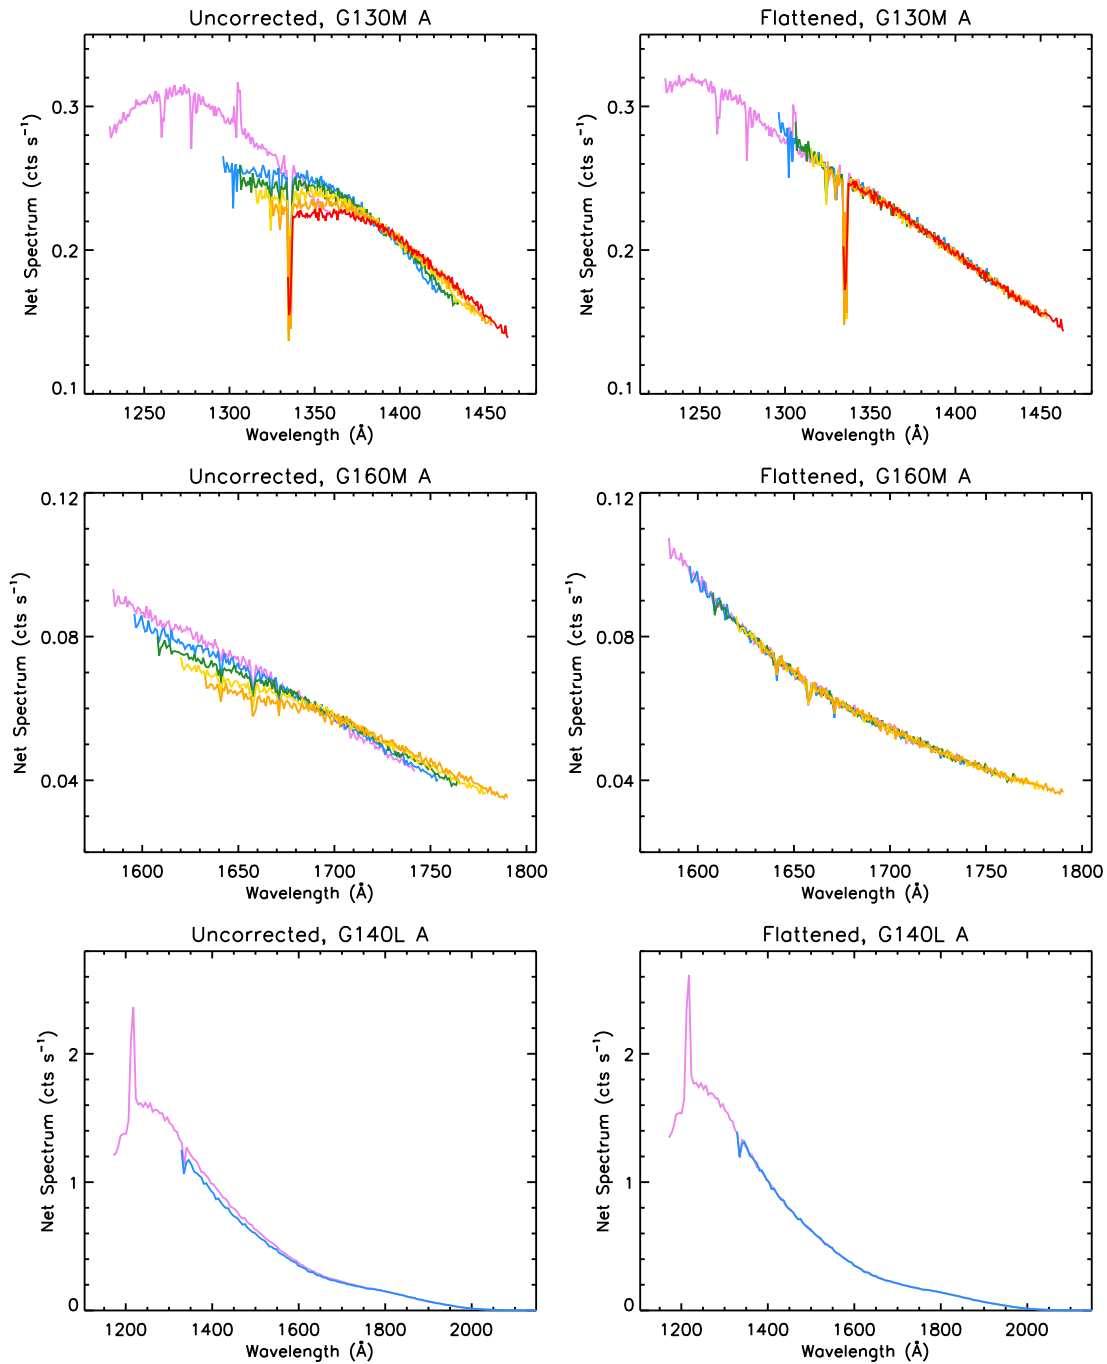 Uncorrected, G130M A
Net Spectrum (cts s⁻¹)
0.3
0.2
0.1
1250 1300 1350 1400 1450
Wavelength (Å)
Flattened, G130M A
Net Spectrum (cts s⁻¹)
0.3
0.2
0.1
1250 1300 1350 1400 1450
Wavelength (Å)
Uncorrected, G160M A
Net Spectrum (cts s⁻¹)
0.12
0.08
0.04
1600 1650 1700 1750 1800
Wavelength (Å)
Flattened, G160M A
Net Spectrum (cts s⁻¹)
0.12
0.08
0.04
1600 1650 1700 1750 1800
Wavelength (Å)
Uncorrected, G140L A
Net Spectrum (cts s⁻¹)
2
1
0
1200 1400 1600 1800 2000
Wavelength (Å)
Flattened, G140L A
Net Spectrum (cts s⁻¹)
2
1
0
1200 1400 1600 1800 2000
Wavelength (Å)